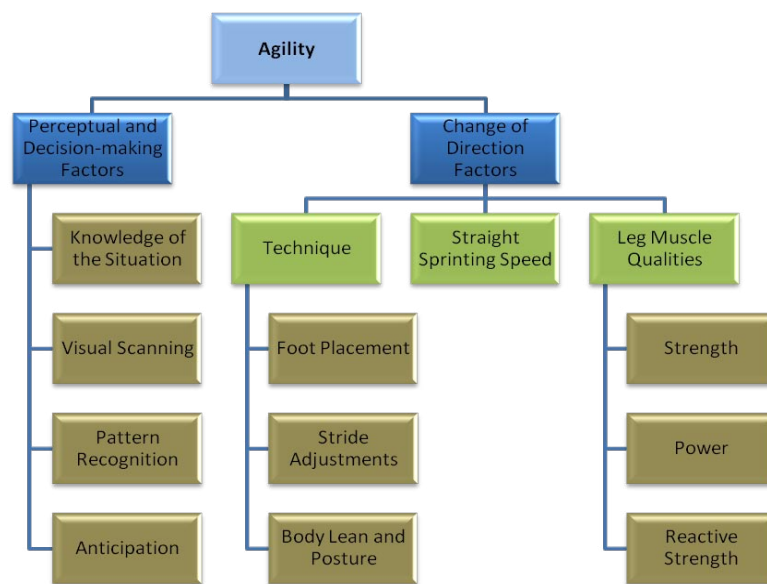 Agility
Perceptual and
Decision-making
Factors
Change of
Direction
Factors
Knowledge of
the Situation
Technique
Straight
Sprinting Speed
Leg Muscle
Qualities
Visual Scanning
Foot Placement
Strength
Pattern
Recognition
Stride
Adjustments
Power
Anticipation
Body Lean and
Posture
Reactive
Strength